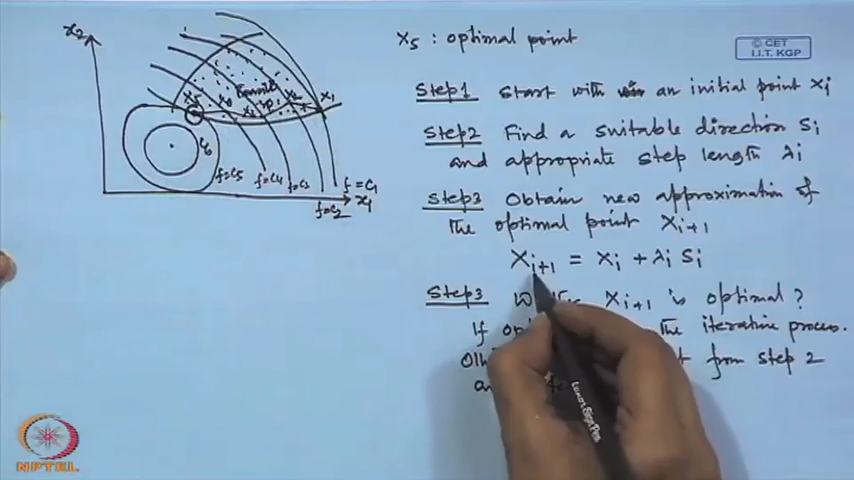 x₂
x₅ : optimal point
© CET
I.I.T. KGP
Step1 Start with an initial point xi
Step2 Find a suitable direction si
and appropriate step length λi
Step3 Obtain new approximation of
the optimal point xi+1
xi+1 = xi + λi si
Step3 xi+1 is optimal ?
If the iterative process.
from step 2
x₁
x₂
x₅
f=c₅
f=c₄
f=c₃
f=c₂
f=c₁
x₁
NPTEL